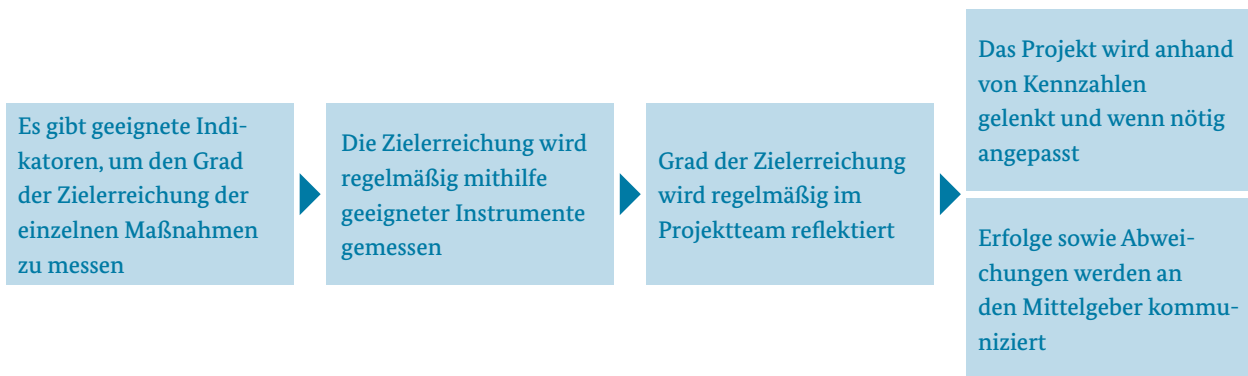 Es gibt geeignete Indi-
katoren, um den Grad
der Zielerreichung der
einzelnen Maßnahmen
zu messen
Die Zielerreichung wird
regelmäßig mithilfe
geeigneter Instrumente
gemessen
Grad der Zielerreichung
wird regelmäßig im
Projektteam reflektiert
Das Projekt wird anhand
von Kennzahlen
gelenkt und wenn nötig
angepasst
Erfolge sowie Abwei-
chungen werden an
den Mittelgeber kommu-
niziert